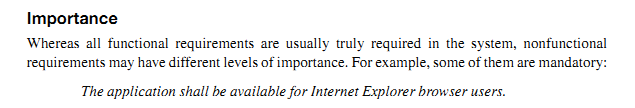 Importance
Whereas all functional requirements are usually truly required in the system, nonfunctional
requirements may have different levels of importance. For example, some of them are mandatory:
The application shall be available for Internet Explorer browser users.